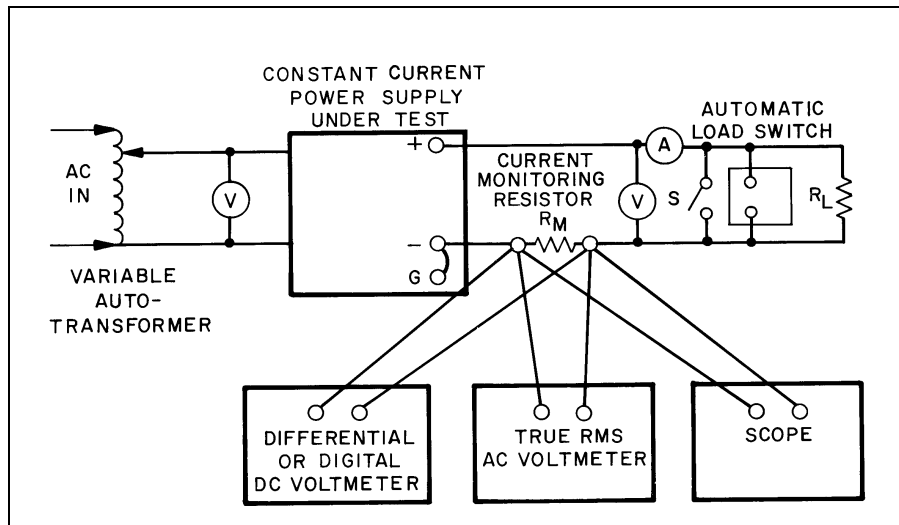 CONSTANT CURRENT
POWER SUPPLY
UNDER TEST
AUTOMATIC
LOAD SWITCH
AC
IN
V
+
-
G
CURRENT
MONITORING
RESISTOR
RM
V
A
S
RL
VARIABLE
AUTO-
TRANSFORMER
DIFFERENTIAL
OR DIGITAL
DC VOLTMETER
TRUE RMS
AC VOLTMETER
SCOPE